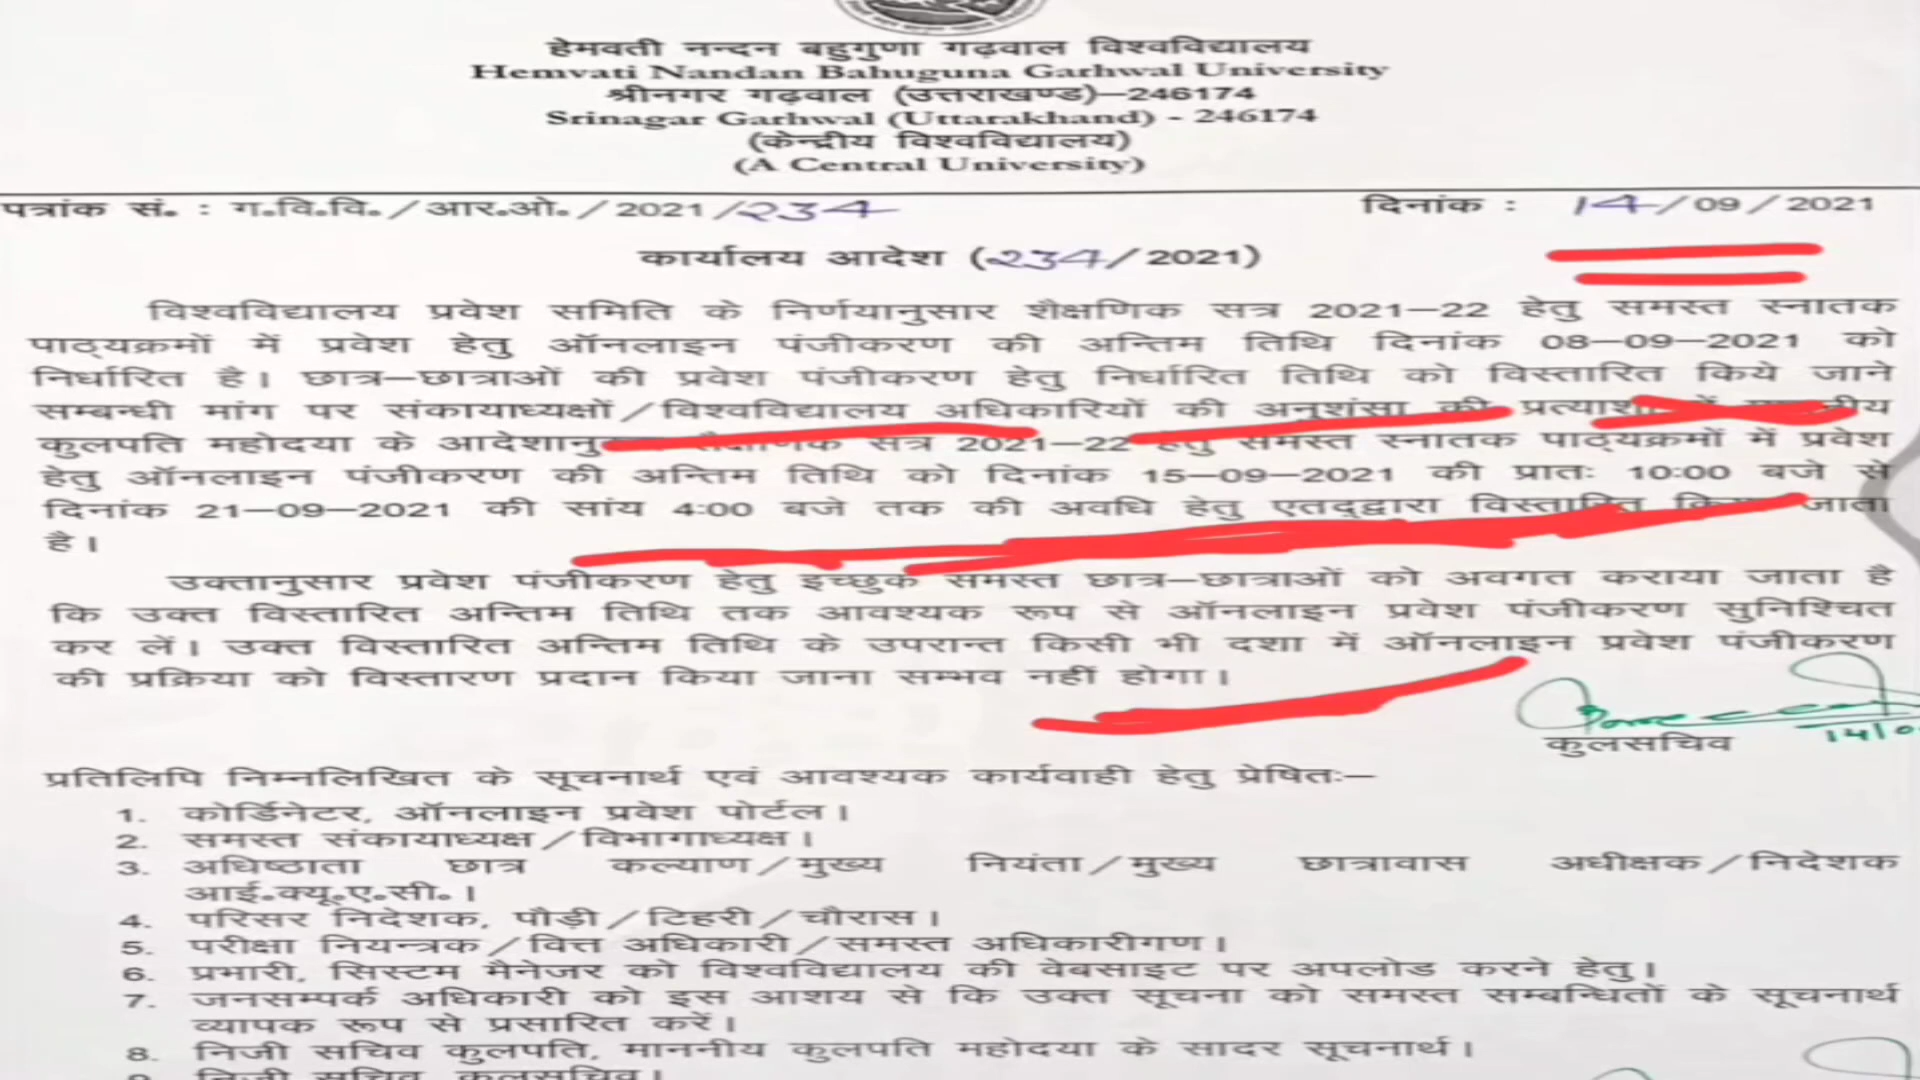 हेमवती नन्दन बहुगुणा गढ़वाल विश्वविद्यालय
Hemvati Nandan Bahuguna Garhwal University
श्रीनगर गढ़वाल (उत्तराखण्ड)–246174
Srinagar Garhwal (Uttarakhand) - 246174
(केन्द्रीय विश्वविद्यालय)
(A Central University)
पत्रांक सं॰ : ग॰वि॰वि॰/आर॰ओ॰/2021/234 दिनांक : 14/09/2021
कार्यालय आदेश (234/2021)
विश्वविद्यालय प्रवेश समिति के निर्णयानुसार शैक्षणिक सत्र 2021–22 हेतु समस्त स्नातक
पाठ्यक्रमों में प्रवेश हेतु ऑनलाइन पंजीकरण की अन्तिम तिथि दिनांक 08–09–2021 को
निर्धारित है। छात्र–छात्राओं की प्रवेश पंजीकरण हेतु निर्धारित तिथि को विस्तारित किये जाने
सम्बन्धी मांग पर संकायाध्यक्षों/विश्वविद्यालय अधिकारियों की अनुशंसा की
कुलपति महोदया के शैक्षणिक सत्र 2021–22 हेतु समस्त स्नातक पाठ्यक्रमों में प्रवेश
हेतु ऑनलाइन पंजीकरण की अन्तिम तिथि को दिनांक 15–09–2021 की प्रातः 10:00 बजे से
दिनांक 21–09–2021 की सांय 4:00 बजे तक की अवधि हेतु एतद्द्वारा विस्तारित किया जाता
है।
उक्तानुसार प्रवेश पंजीकरण हेतु इच्छुक समस्त छात्र–छात्राओं को अवगत कराया जाता है
कि उक्त विस्तारित अन्तिम तिथि तक आवश्यक रूप से ऑनलाइन प्रवेश पंजीकरण सुनिश्चित
कर लें। उक्त विस्तारित अन्तिम तिथि के उपरान्त किसी भी दशा में ऑनलाइन प्रवेश पंजीकरण
की प्रक्रिया को विस्तारण प्रदान किया जाना सम्भव नहीं होगा।
कुलसचिव
प्रतिलिपि निम्नलिखित के सूचनार्थ एवं आवश्यक कार्यवाही हेतु प्रेषितः–
1. कोर्डिनेटर, ऑनलाइन प्रवेश पोर्टल।
2. समस्त संकायाध्यक्ष/विभागाध्यक्ष।
3. अधिष्ठाता छात्र कल्याण/मुख्य नियंता/मुख्य छात्रावास अधीक्षक/निदेशक
आई॰क्यू॰ए॰सी॰।
4. परिसर निदेशक, पौड़ी/टिहरी/चौरास।
5. परीक्षा नियन्त्रक/वित्त अधिकारी/समस्त अधिकारीगण।
6. प्रभारी, सिस्टम मैनेजर को विश्वविद्यालय की वेबसाइट पर अपलोड करने हेतु।
7. जनसम्पर्क अधिकारी को इस आशय से कि उक्त सूचना को समस्त सम्बन्धितों के सूचनार्थ
व्यापक रूप से प्रसारित करें।
8. निजी सचिव कुलपति, माननीय कुलपति महोदया के सादर सूचनार्थ।
9. निजी सचिव, कुलसचिव।